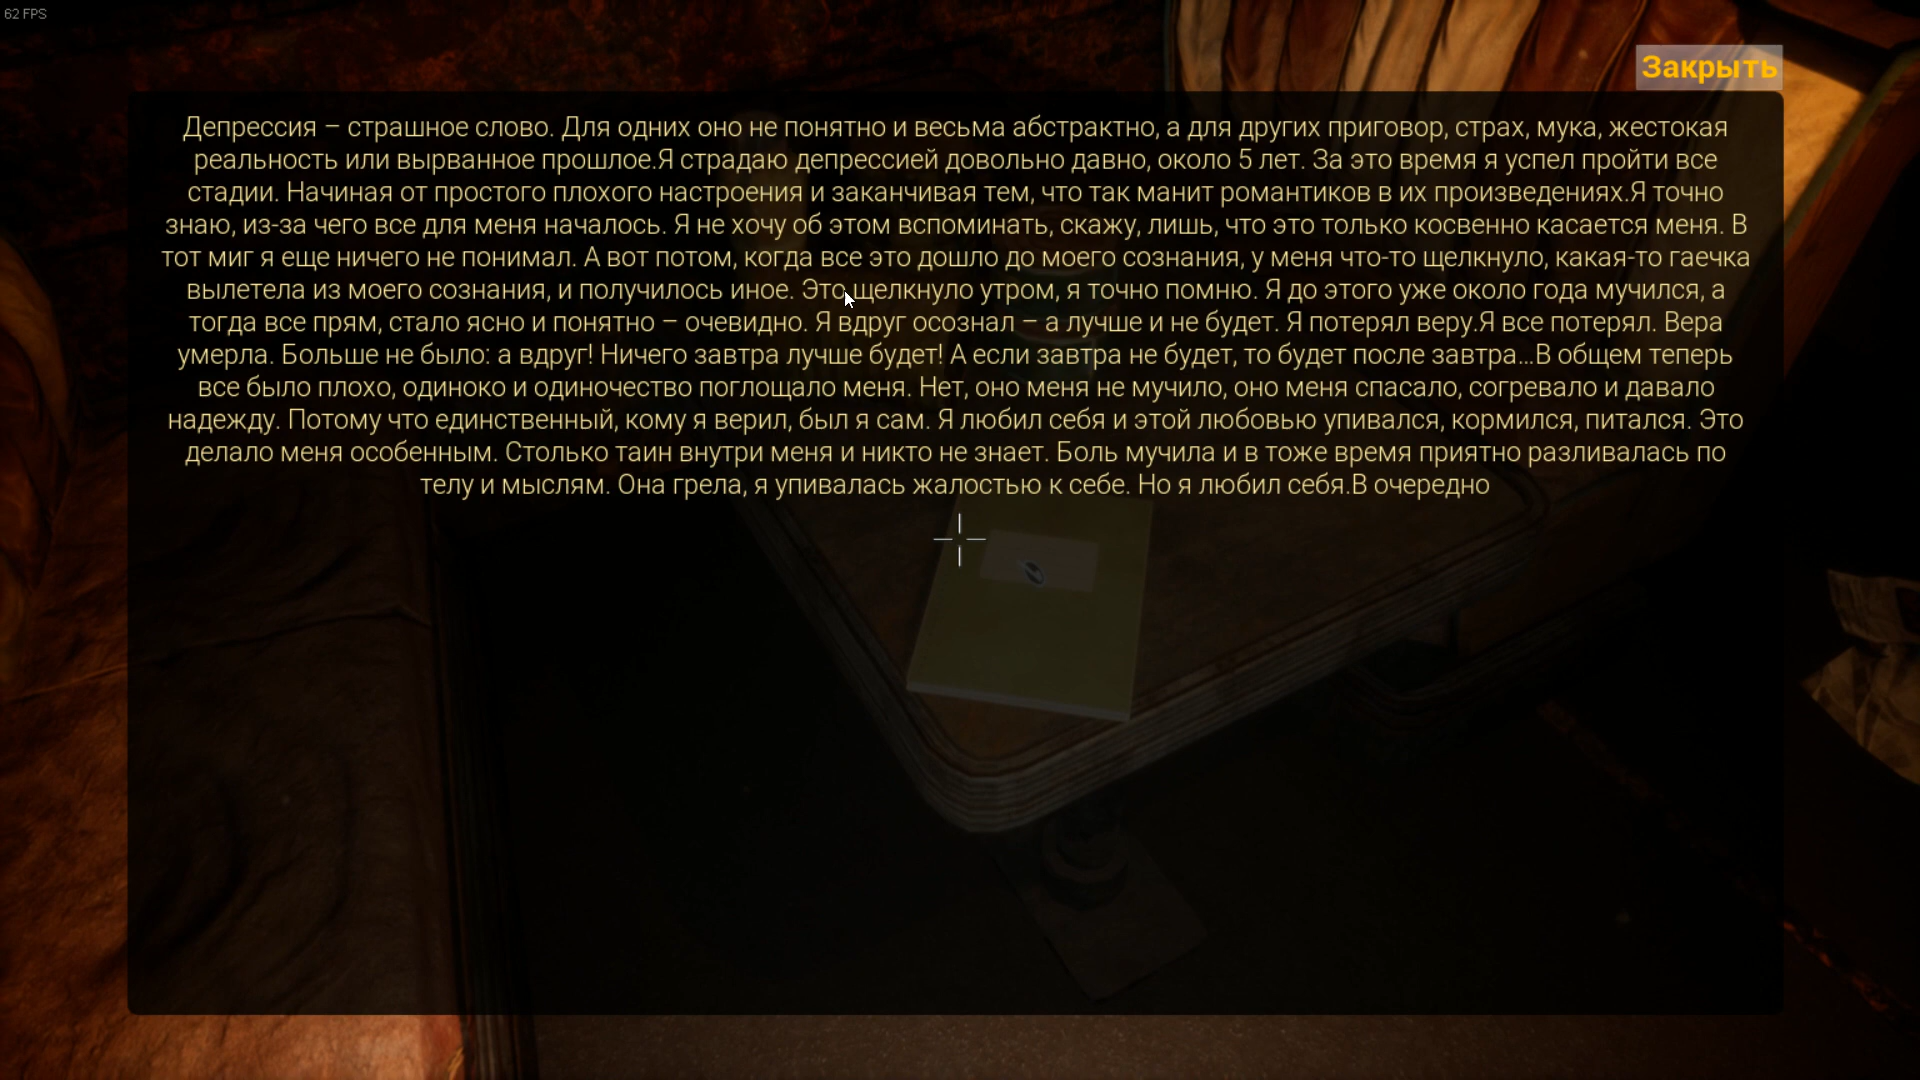 62 FPS
Закрыть
Депрессия – страшное слово. Для одних оно не понятно и весьма абстрактно, а для других приговор, страх, мука, жестокая
реальность или вырванное прошлое.Я страдаю депрессией довольно давно, около 5 лет. За это время я успел пройти все
стадии. Начиная от простого плохого настроения и заканчивая тем, что так манит романтиков в их произведениях.Я точно
знаю, из-за чего все для меня началось. Я не хочу об этом вспоминать, скажу, лишь, что это только косвенно касается меня. В
тот миг я еще ничего не понимал. А вот потом, когда все это дошло до моего сознания, у меня что-то щелкнуло, какая-то гаечка
вылетела из моего сознания, и получилось иное. Это щелкнуло утром, я точно помню. Я до этого уже около года мучился, а
тогда все прям, стало ясно и понятно – очевидно. Я вдруг осознал – а лучше и не будет. Я потерял веру.Я все потерял. Вера
умерла. Больше не было: а вдруг! Ничего завтра лучше будет! А если завтра не будет, то будет после завтра...В общем теперь
все было плохо, одиноко и одиночество поглощало меня. Нет, оно меня не мучило, оно меня спасало, согревало и давало
надежду. Потому что единственный, кому я верил, был я сам. Я любил себя и этой любовью упивался, кормился, питался. Это
делало меня особенным. Столько таин внутри меня и никто не знает. Боль мучила и в тоже время приятно разливалась по
телу и мыслям. Она грела, я упивалась жалостью к себе. Но я любил себя.В очередно